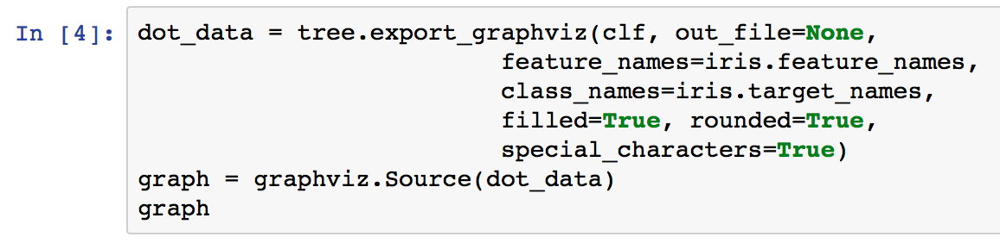 In [4]: dot_data = tree.export_graphviz(clf, out_file=None,
feature_names=iris.feature_names,
class_names=iris.target_names,
filled=True, rounded=True,
special_characters=True)
graph = graphviz.Source(dot_data)
graph